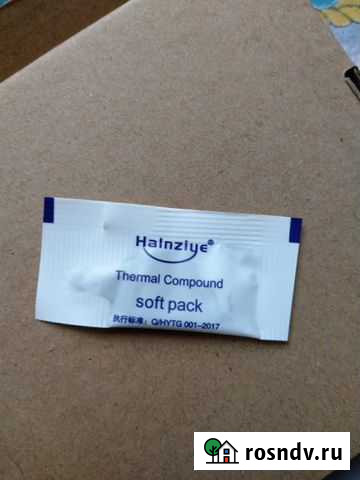 Halnziye®
Thermal Compound
soft pack
执行标准: Q/HYTG 001-2017
rosndv.ru